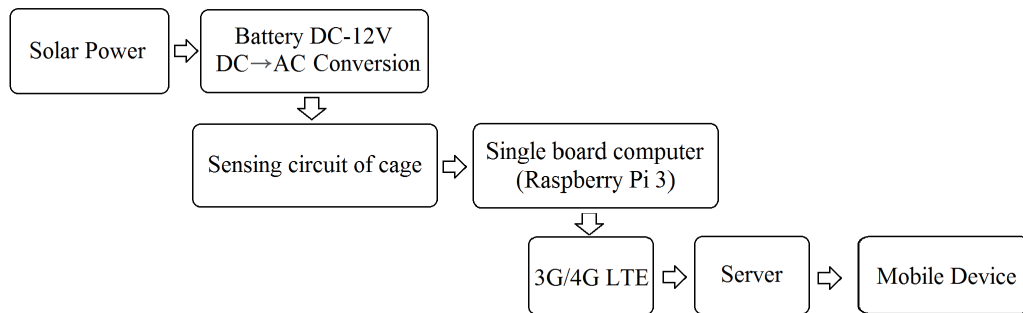 Solar Power
Battery DC-12V
DC→AC Conversion
Sensing circuit of cage
Single board computer
(Raspberry Pi 3)
3G/4G LTE
Server
Mobile Device